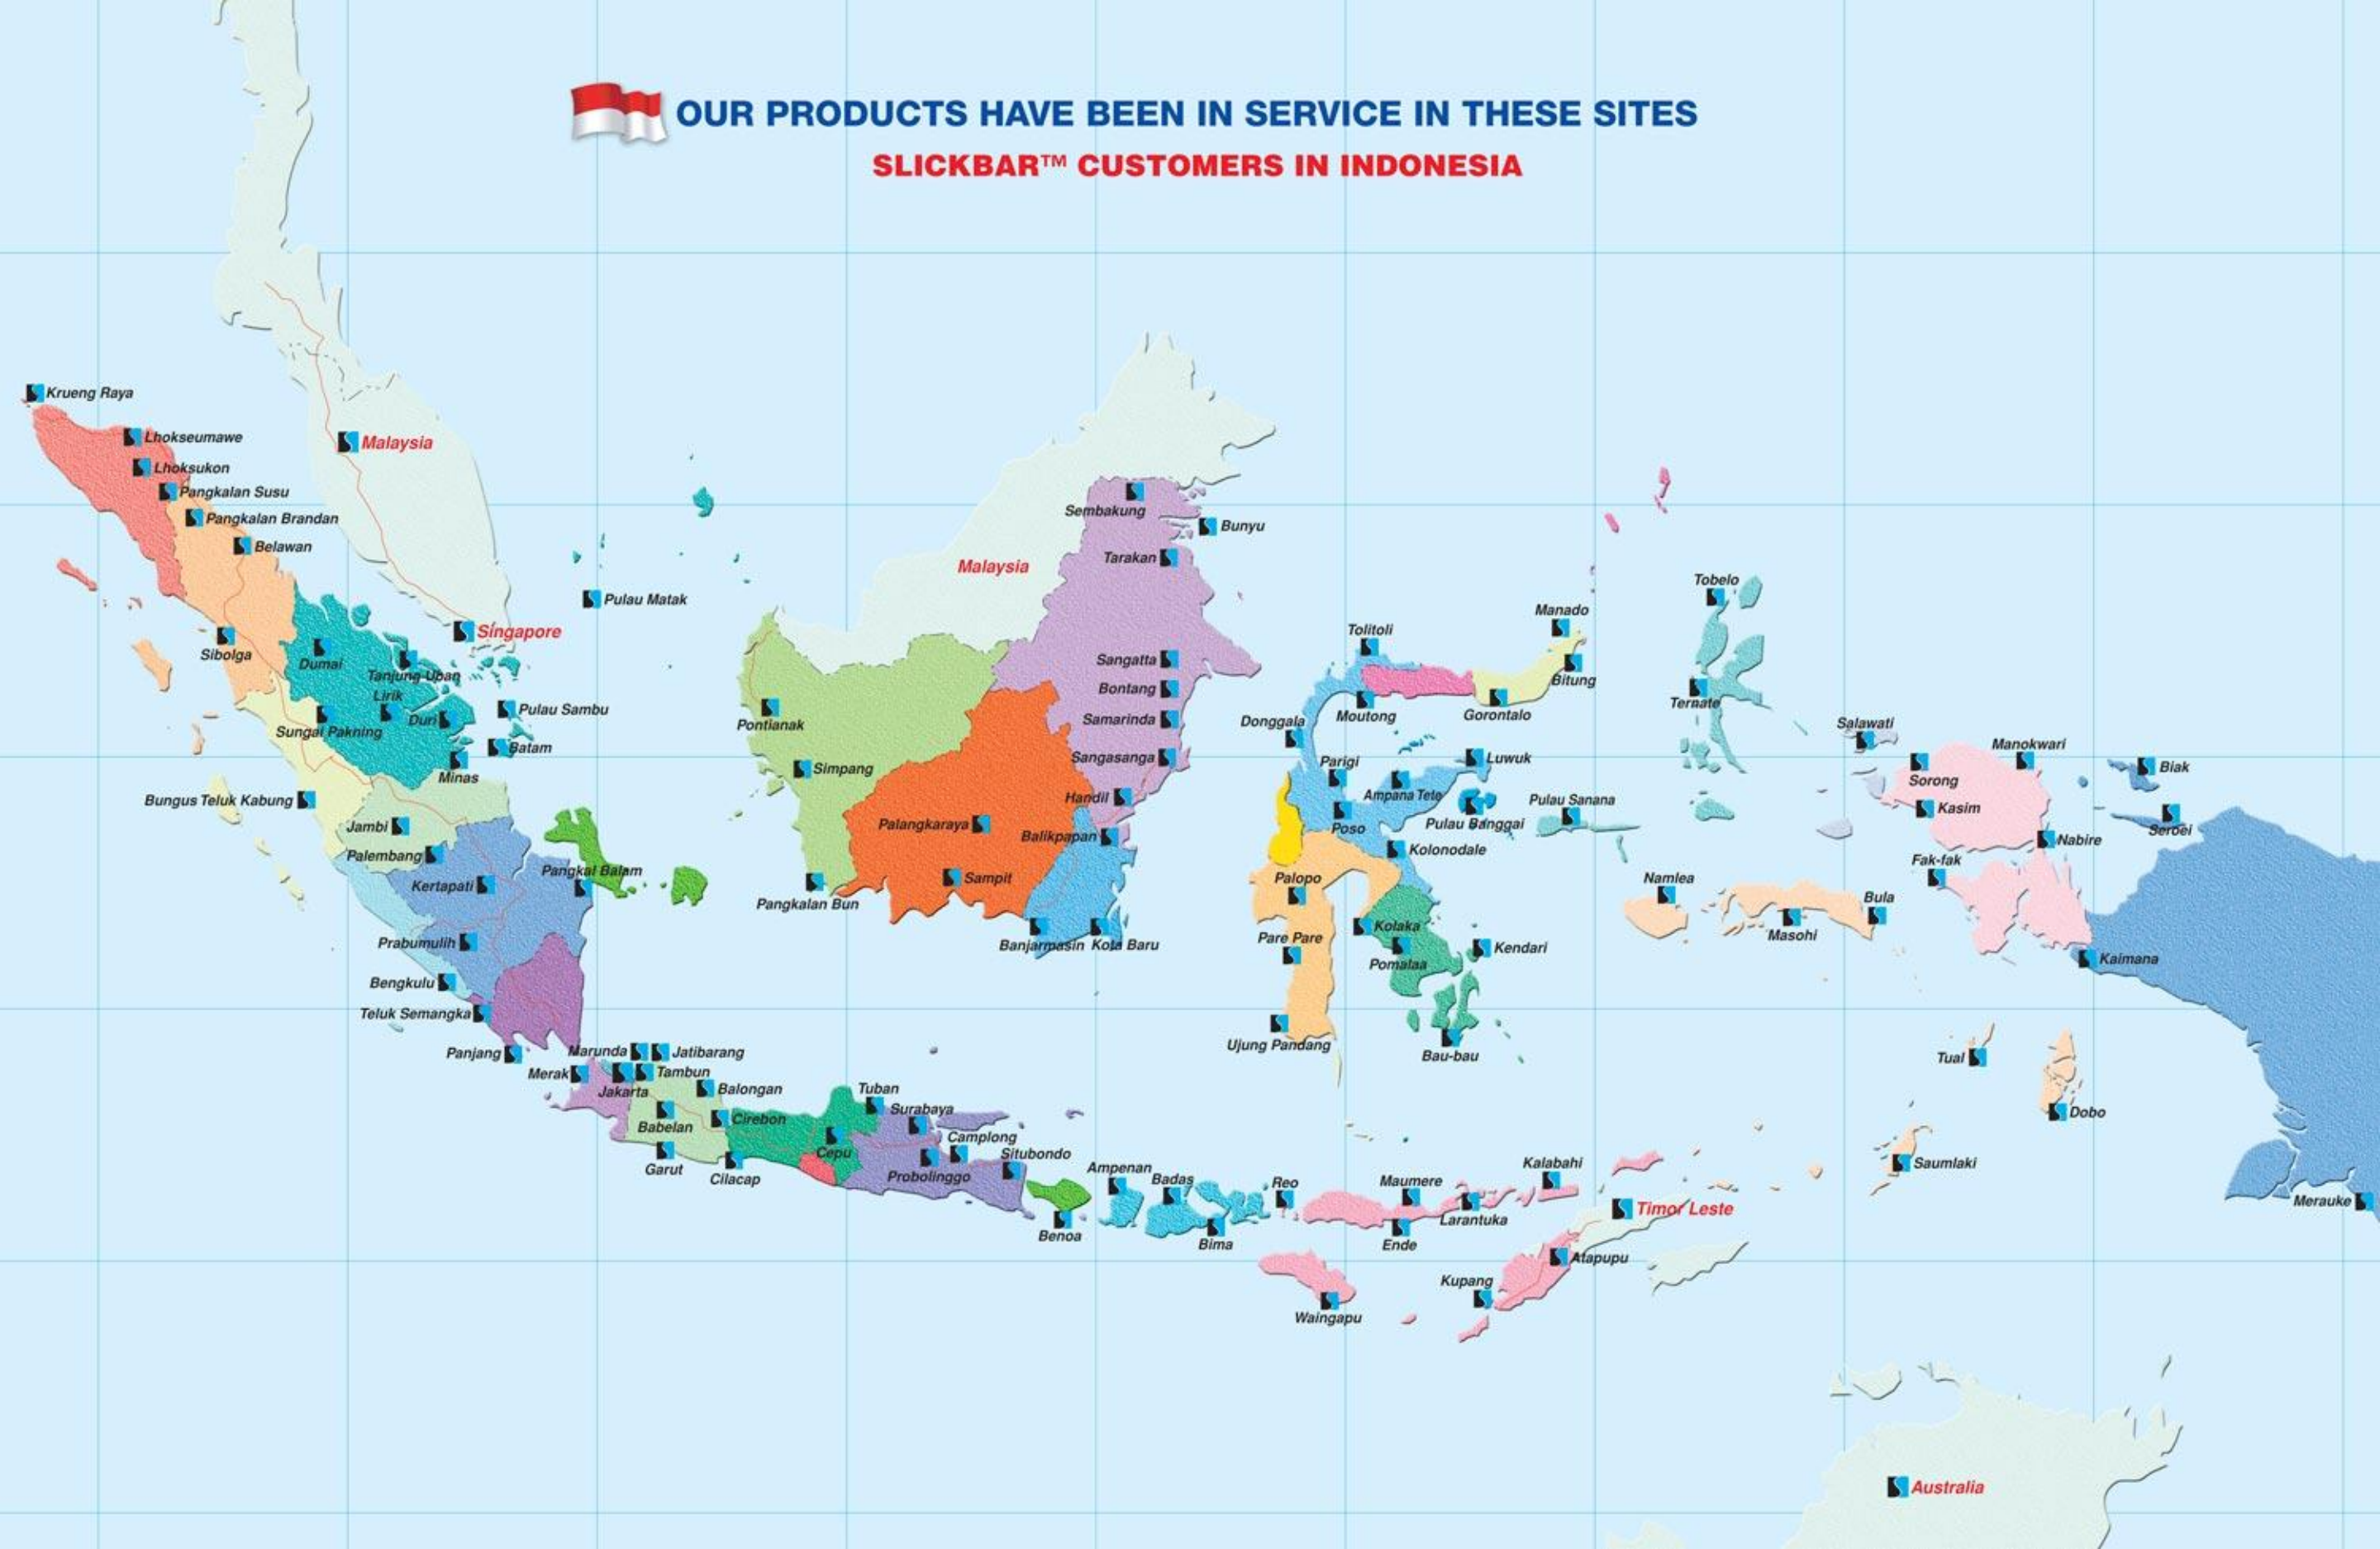 OUR PRODUCTS HAVE BEEN IN SERVICE IN THESE SITES
SLICKBAR™ CUSTOMERS IN INDONESIA
Krueng Raya
Lhokseumawe
Malaysia
Lhoksukon
Pangkalan Susu
Pangkalan Brandan
Belawan
Sembakung
Bunyu
Tarakan
Malaysia
Pulau Matak
Singapore
Sibolga
Dumai
Tanjung Uban
Lirik
Duri
Pulau Sambu
Sungai Pakning
Batam
Minas
Bungus Teluk Kabung
Jambi
Palembang
Kertapati
Pangkal Balam
Prabumulih
Bengkulu
Teluk Semangka
Panjang
Pontianak
Simpang
Palangkaraya
Sampit
Pangkalan Bun
Sangatta
Bontang
Samarinda
Sangasanga
Handil
Balikpapan
Banjarmasin
Kota Baru
Tolitoli
Manado
Bitung
Moutong
Gorontalo
Donggala
Parigi
Luwuk
Ampana Tete
Poso
Pulau Banggai
Pulau Sanana
Kolonodale
Palopo
Kolaka
Pare Pare
Pomalaa
Kendari
Ujung Pandang
Bau-bau
Tobelo
Ternate
Salawati
Manokwari
Sorong
Biak
Kasim
Seroei
Nabire
Fak-fak
Namlea
Bula
Masohi
Kaimana
Tual
Dobo
Saumlaki
Merauke
Marunda
Jatibarang
Merak
Tambun
Jakarta
Balongan
Tuban
Babelan
Cirebon
Surabaya
Camplong
Cepu
Situbondo
Garut
Cilacap
Probolinggo
Ampenan
Badas
Reo
Maumere
Kalabahi
Benoa
Bima
Ende
Larantuka
Timor Leste
Atapupu
Kupang
Waingapu
Australia